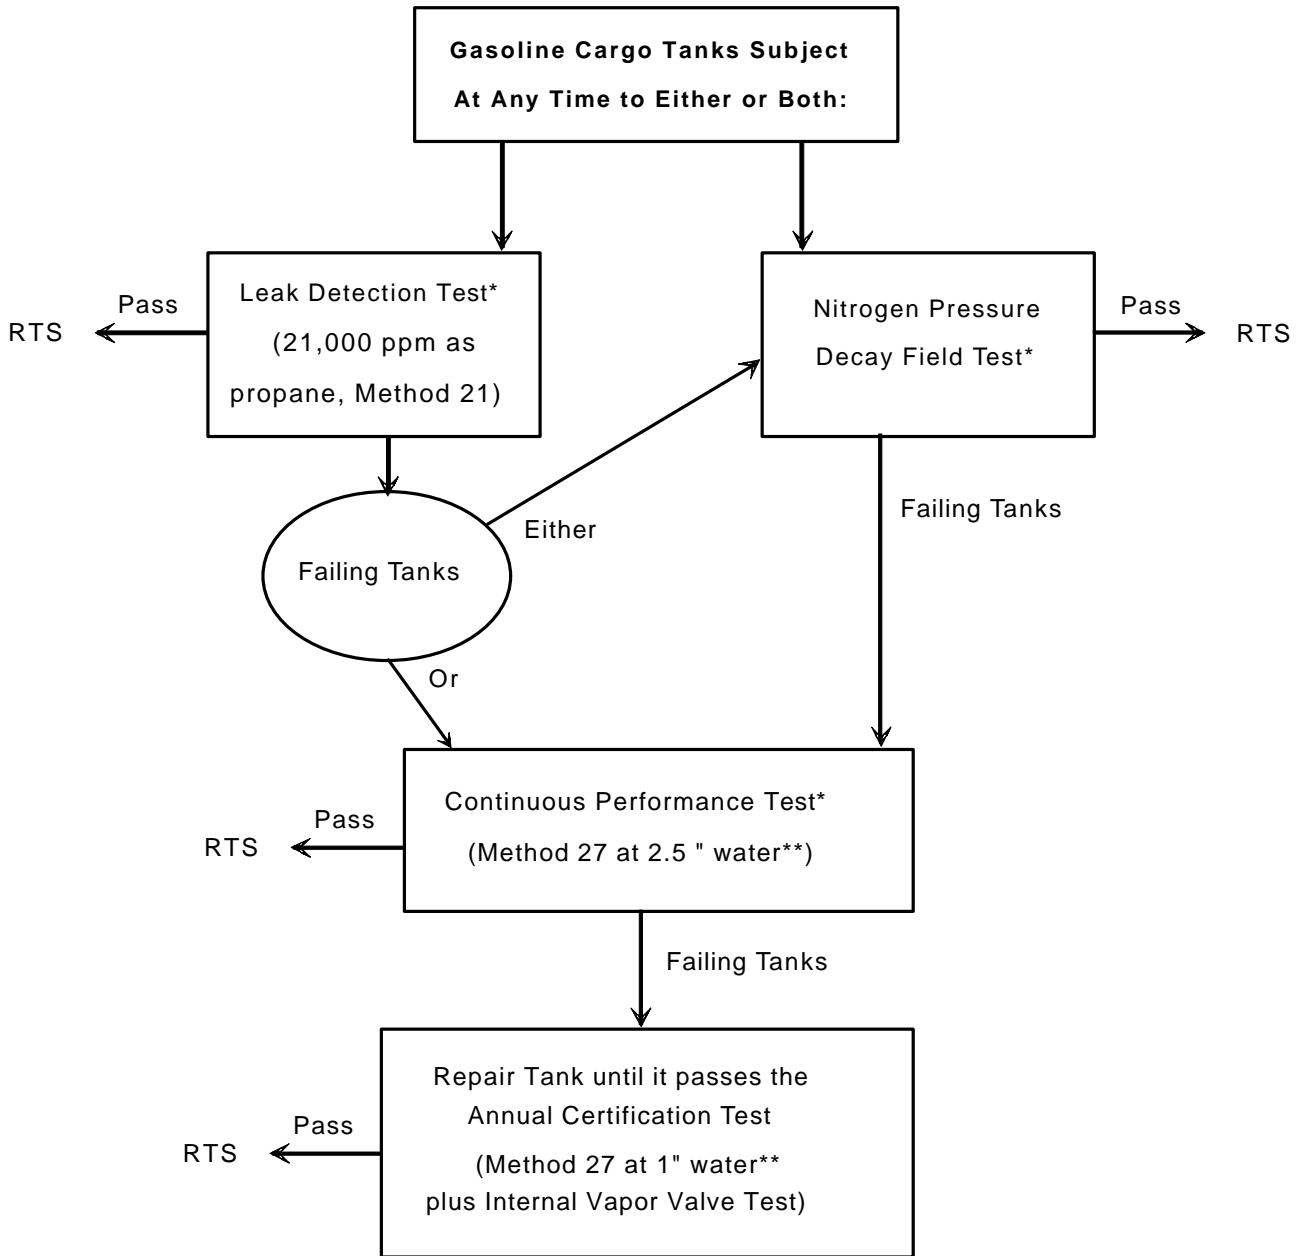 Gasoline Cargo Tanks Subject
At Any Time to Either or Both:
Leak Detection Test*
(21,000 ppm as
propane, Method 21)
Pass
RTS
Nitrogen Pressure
Decay Field Test*
Pass
RTS
Failing Tanks
Either
Or
Failing Tanks
Continuous Performance Test*
(Method 27 at 2.5 " water**)
Pass
RTS
Failing Tanks
Repair Tank until it passes the
Annual Certification Test
(Method 27 at 1" water**
plus Internal Vapor Valve Test)
Pass
RTS